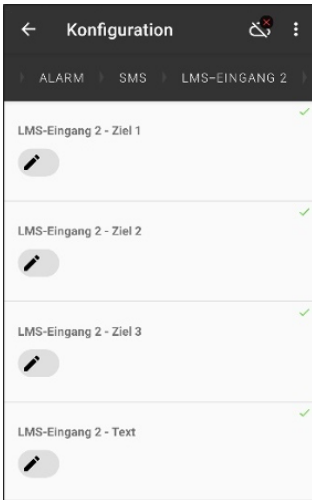 Konfiguration
ALARM SMS LMS-EINGANG 2
LMS-Eingang 2 - Ziel 1
LMS-Eingang 2 - Ziel 2
LMS-Eingang 2 - Ziel 3
LMS-Eingang 2 - Text